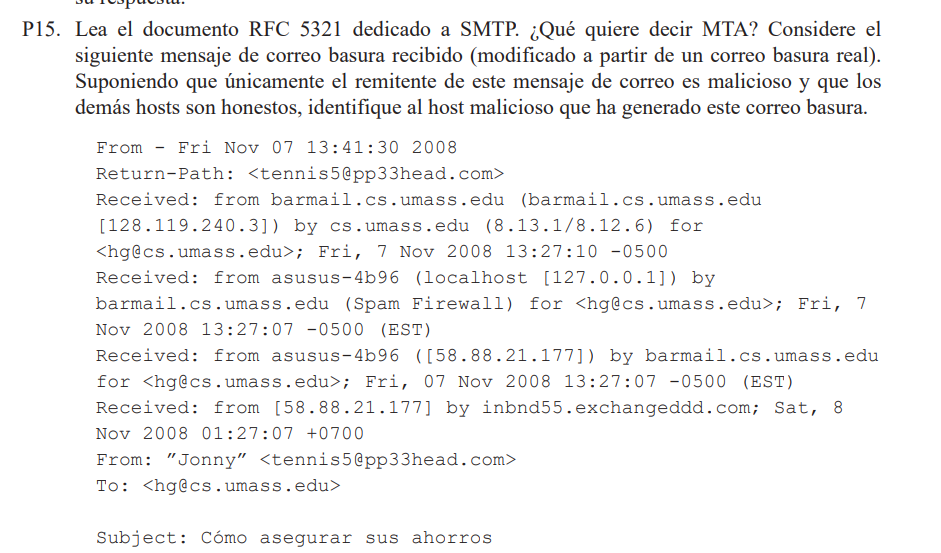 su respuesta.
P15. Lea el documento RFC 5321 dedicado a SMTP. ¿Qué quiere decir MTA? Considere el
siguiente mensaje de correo basura recibido (modificado a partir de un correo basura real).
Suponiendo que únicamente el remitente de este mensaje de correo es malicioso y que los
demás hosts son honestos, identifique al host malicioso que ha generado este correo basura.
From - Fri Nov 07 13:41:30 2008
Return-Path: <tennis5@pp33head.com>
Received: from barmail.cs.umass.edu (barmail.cs.umass.edu
[128.119.240.3]) by cs.umass.edu (8.13.1/8.12.6) for
<hg@cs.umass.edu>; Fri, 7 Nov 2008 13:27:10 -0500
Received: from asusus-4b96 (localhost [127.0.0.1]) by
barmail.cs.umass.edu (Spam Firewall) for <hg@cs.umass.edu>; Fri, 7
Nov 2008 13:27:07 -0500 (EST)
Received: from asusus-4b96 ([58.88.21.177]) by barmail.cs.umass.edu
for <hg@cs.umass.edu>; Fri, 07 Nov 2008 13:27:07 -0500 (EST)
Received: from [58.88.21.177] by inbnd55.exchangeddd.com; Sat, 8
Nov 2008 01:27:07 +0700
From: ”Jonny” <tennis5@pp33head.com>
To: <hg@cs.umass.edu>
Subject: Cómo asegurar sus ahorros